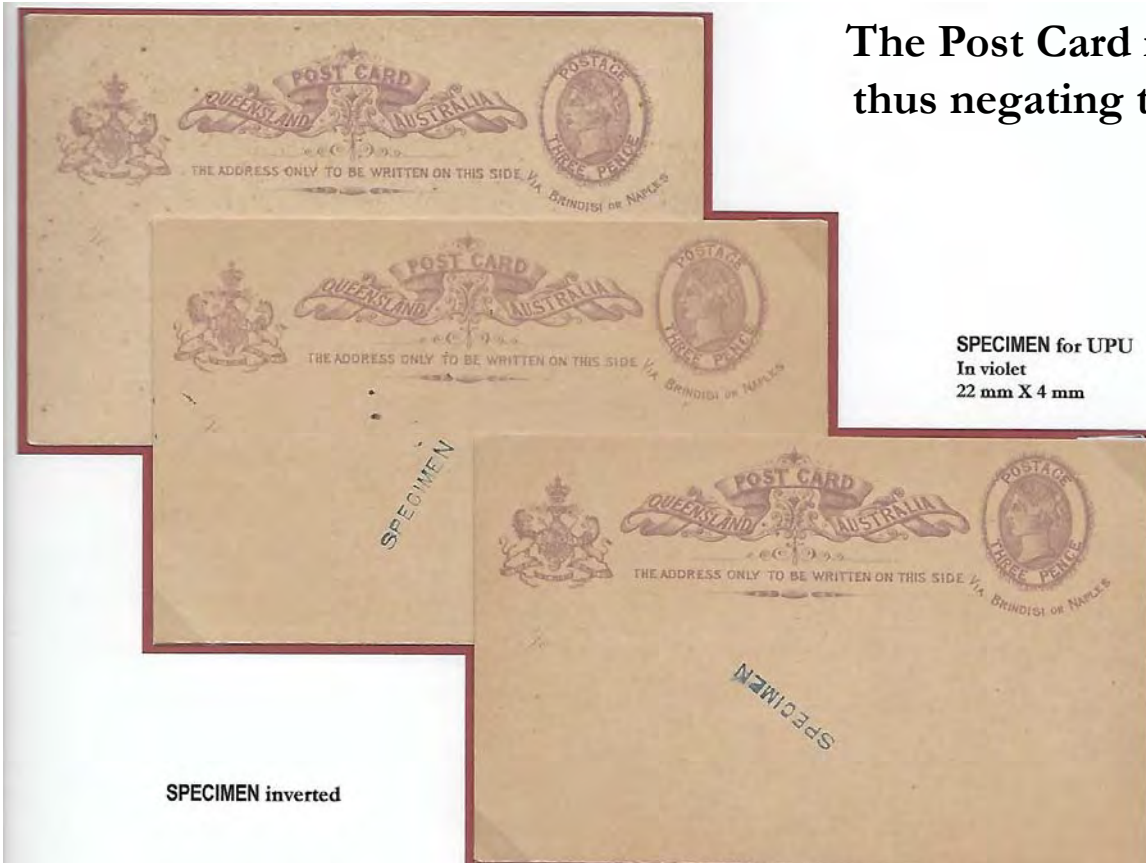 The Post Card
thus negating
POST CARD
QUEENSLAND AUSTRALIA
POSTAGE
THREE PENCE
THE ADDRESS ONLY TO BE WRITTEN ON THIS SIDE
VIA BRINDISI OR NAPLES
POST CARD
QUEENSLAND AUSTRALIA
POSTAGE
THREE PENCE
THE ADDRESS ONLY TO BE WRITTEN ON THIS SIDE
VIA BRINDISI OR NAPLES
SPECIMEN
SPECIMEN for UPU
In violet
22 mm X 4 mm
POST CARD
QUEENSLAND AUSTRALIA
POSTAGE
THREE PENCE
THE ADDRESS ONLY TO BE WRITTEN ON THIS SIDE
VIA BRINDISI OR NAPLES
SPECIMEN
SPECIMEN inverted